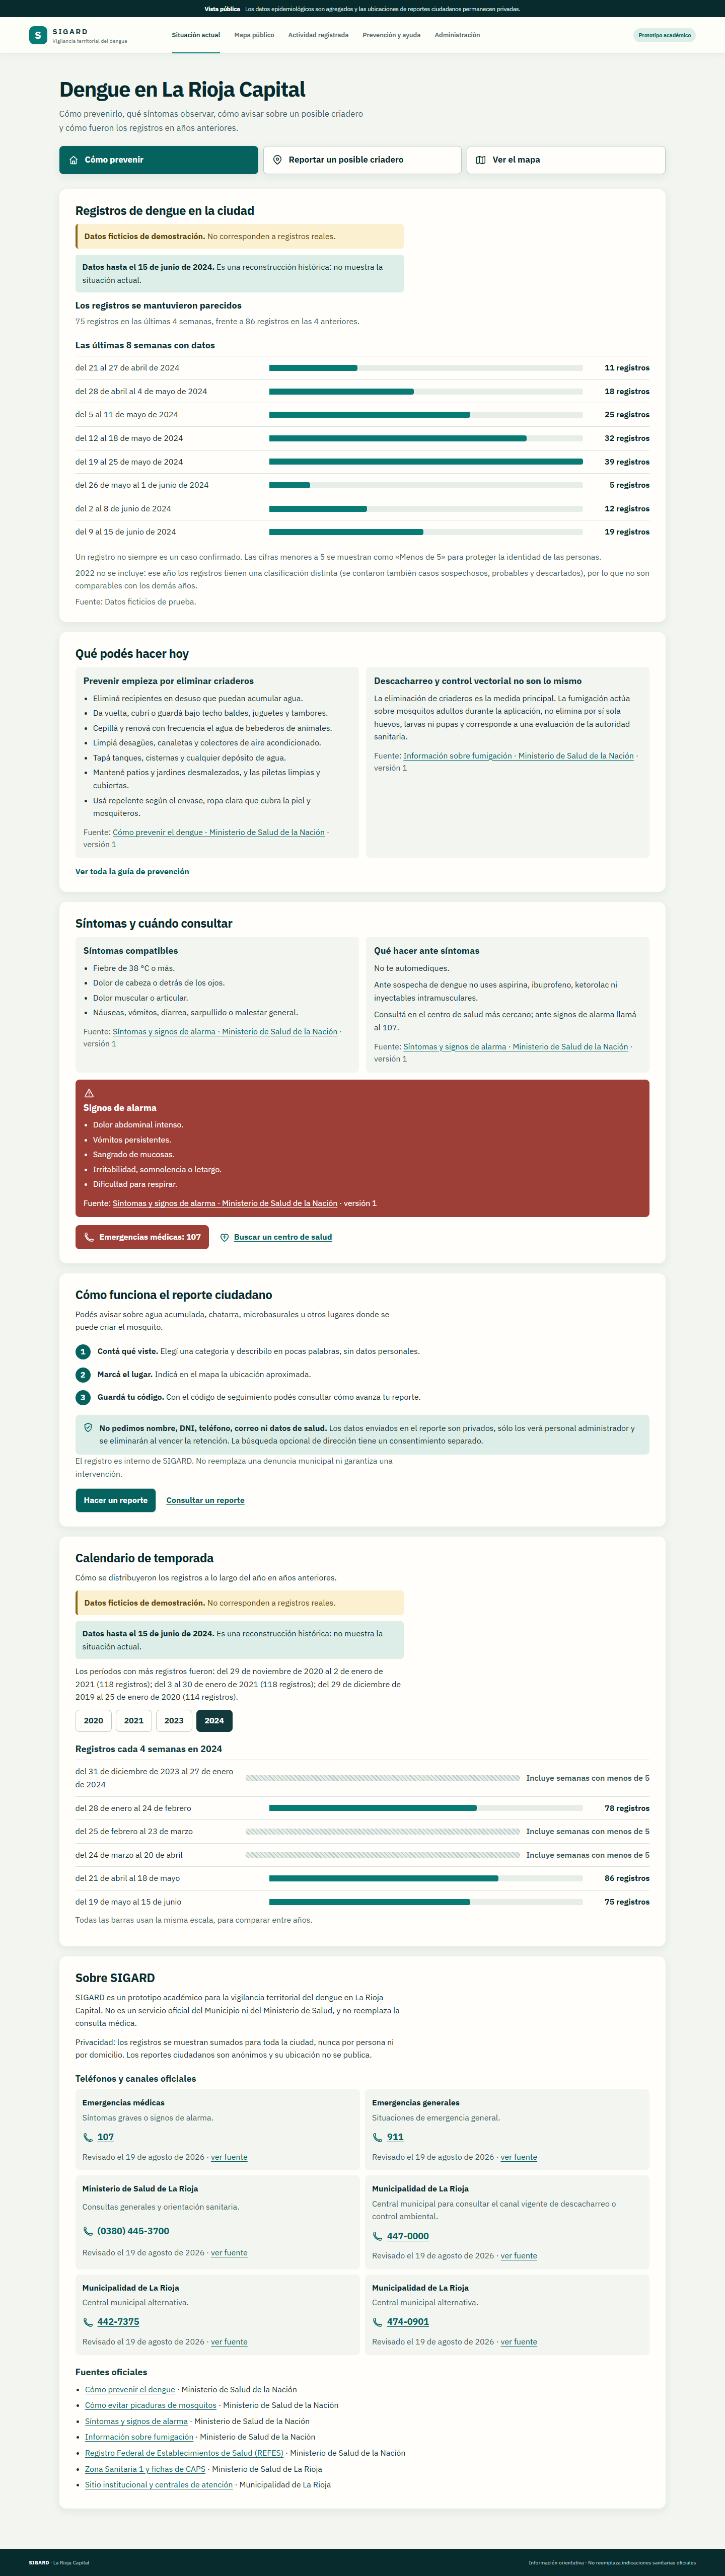 Vista pública Los datos epidemiológicos son agregados y las ubicaciones de reportes ciudadanos permanecen privadas.
S SIGARD
Vigilancia territorial del dengue
Situación actual Mapa público Actividad registrada Prevención y ayuda Administración
Prototipo académico
Dengue en La Rioja Capital
Cómo prevenirlo, qué síntomas observar, cómo avisar sobre un posible criadero
y cómo fueron los registros en años anteriores.
Cómo prevenir
Reportar un posible criadero
Ver el mapa
Registros de dengue en la ciudad
Datos ficticios de demostración. No corresponden a registros reales.
Datos hasta el 15 de junio de 2024. Es una reconstrucción histórica: no muestra la
situación actual.
Los registros se mantuvieron parecidos
75 registros en las últimas 4 semanas, frente a 86 registros en las 4 anteriores.
Las últimas 8 semanas con datos
del 21 al 27 de abril de 2024 11 registros
del 28 de abril al 4 de mayo de 2024 18 registros
del 5 al 11 de mayo de 2024 25 registros
del 12 al 18 de mayo de 2024 32 registros
del 19 al 25 de mayo de 2024 39 registros
del 26 de mayo al 1 de junio de 2024 5 registros
del 2 al 8 de junio de 2024 12 registros
del 9 al 15 de junio de 2024 19 registros
Un registro no siempre es un caso confirmado. Las cifras menores a 5 se muestran como «Menos de 5» para proteger la identidad de las personas.
2022 no se incluye: ese año los registros tienen una clasificación distinta (se contaron también casos sospechosos, probables y descartados), por lo que no son
comparables con los demás años.
Fuente: Datos ficticios de prueba.
Qué podés hacer hoy
Prevenir empieza por eliminar criaderos
• Eliminá recipientes en desuso que puedan acumular agua.
• Da vuelta, cubrí o guardá bajo techo baldes, juguetes y tambores.
• Cepillá y renová con frecuencia el agua de bebederos de animales.
• Limpiá desagües, canaletas y colectores de aire acondicionado.
• Tapá tanques, cisternas y cualquier depósito de agua.
• Mantené patios y jardines desmalezados, y las piletas limpias y
cubiertas.
• Usá repelente según el envase, ropa clara que cubra la piel y
mosquiteros.
Fuente: Cómo prevenir el dengue · Ministerio de Salud de la Nación ·
versión 1
Descacharreo y control vectorial no son lo mismo
La eliminación de criaderos es la medida principal. La fumigación actúa
sobre mosquitos adultos durante la aplicación, no elimina por sí sola
huevos, larvas ni pupas y corresponde a una evaluación de la autoridad
sanitaria.
Fuente: Información sobre fumigación · Ministerio de Salud de la Nación ·
versión 1
Ver toda la guía de prevención
Síntomas y cuándo consultar
Síntomas compatibles
• Fiebre de 38 °C o más.
• Dolor de cabeza o detrás de los ojos.
• Dolor muscular o articular.
• Náuseas, vómitos, diarrea, sarpullido o malestar general.
Fuente: Síntomas y signos de alarma · Ministerio de Salud de la Nación ·
versión 1
Qué hacer ante síntomas
No te automediques.
Ante sospecha de dengue no uses aspirina, ibuprofeno, ketorolac ni
inyectables intramusculares.
Consultá en el centro de salud más cercano; ante signos de alarma llamá
al 107.
Fuente: Síntomas y signos de alarma · Ministerio de Salud de la Nación ·
versión 1
Signos de alarma
• Dolor abdominal intenso.
• Vómitos persistentes.
• Sangrado de mucosas.
• Irritabilidad, somnolencia o letargo.
• Dificultad para respirar.
Fuente: Síntomas y signos de alarma · Ministerio de Salud de la Nación · versión 1
Emergencias médicas: 107
Buscar un centro de salud
Cómo funciona el reporte ciudadano
Podés avisar sobre agua acumulada, chatarra, microbasurales u otros lugares donde se
puede criar el mosquito.
1 Contá qué viste. Elegí una categoría y describilo en pocas palabras, sin datos personales.
2 Marcá el lugar. Indicá en el mapa la ubicación aproximada.
3 Guardá tu código. Con el código de seguimiento podés consultar cómo avanza tu reporte.
No pedimos nombre, DNI, teléfono, correo ni datos de salud. Los datos enviados en el reporte son privados, sólo los verá personal administrador y
se eliminarán al vencer la retención. La búsqueda opcional de dirección tiene un consentimiento separado.
El registro es interno de SIGARD. No reemplaza una denuncia municipal ni garantiza una
intervención.
Hacer un reporte
Consultar un reporte
Calendario de temporada
Cómo se distribuyeron los registros a lo largo del año en años anteriores.
Datos ficticios de demostración. No corresponden a registros reales.
Datos hasta el 15 de junio de 2024. Es una reconstrucción histórica: no muestra la
situación actual.
Los períodos con más registros fueron: del 29 de noviembre de 2020 al 2 de enero de
2021 (118 registros); del 3 al 30 de enero de 2021 (118 registros); del 29 de diciembre de
2019 al 25 de enero de 2020 (114 registros).
2020 2021 2023 2024
Registros cada 4 semanas en 2024
del 31 de diciembre de 2023 al 27 de enero
de 2024 Incluye semanas con menos de 5
del 28 de enero al 24 de febrero 78 registros
del 25 de febrero al 23 de marzo Incluye semanas con menos de 5
del 24 de marzo al 20 de abril Incluye semanas con menos de 5
del 21 de abril al 18 de mayo 86 registros
del 19 de mayo al 15 de junio 75 registros
Todas las barras usan la misma escala, para comparar entre años.
Sobre SIGARD
SIGARD es un prototipo académico para la vigilancia territorial del dengue en La Rioja
Capital. No es un servicio oficial del Municipio ni del Ministerio de Salud, y no reemplaza la
consulta médica.
Privacidad: los registros se muestran sumados para toda la ciudad, nunca por persona ni
por domicilio. Los reportes ciudadanos son anónimos y su ubicación no se publica.
Teléfonos y canales oficiales
Emergencias médicas
Síntomas graves o signos de alarma.
107
Revisado el 19 de agosto de 2026 · ver fuente
Emergencias generales
Situaciones de emergencia general.
911
Revisado el 19 de agosto de 2026 · ver fuente
Ministerio de Salud de La Rioja
Consultas generales y orientación sanitaria.
(0380) 445-3700
Revisado el 19 de agosto de 2026 · ver fuente
Municipalidad de La Rioja
Central municipal para consultar el canal vigente de descacharreo o
control ambiental.
447-0000
Revisado el 19 de agosto de 2026 · ver fuente
Municipalidad de La Rioja
Central municipal alternativa.
442-7375
Revisado el 19 de agosto de 2026 · ver fuente
Municipalidad de La Rioja
Central municipal alternativa.
474-0901
Revisado el 19 de agosto de 2026 · ver fuente
Fuentes oficiales
• Cómo prevenir el dengue · Ministerio de Salud de la Nación
• Cómo evitar picaduras de mosquitos · Ministerio de Salud de la Nación
• Síntomas y signos de alarma · Ministerio de Salud de la Nación
• Información sobre fumigación · Ministerio de Salud de la Nación
• Registro Federal de Establecimientos de Salud (REFES) · Ministerio de Salud de la Nación
• Zona Sanitaria 1 y fichas de CAPS · Ministerio de Salud de La Rioja
• Sitio institucional y centrales de atención · Municipalidad de La Rioja
SIGARD · La Rioja Capital
Información orientativa · No reemplaza indicaciones sanitarias oficiales